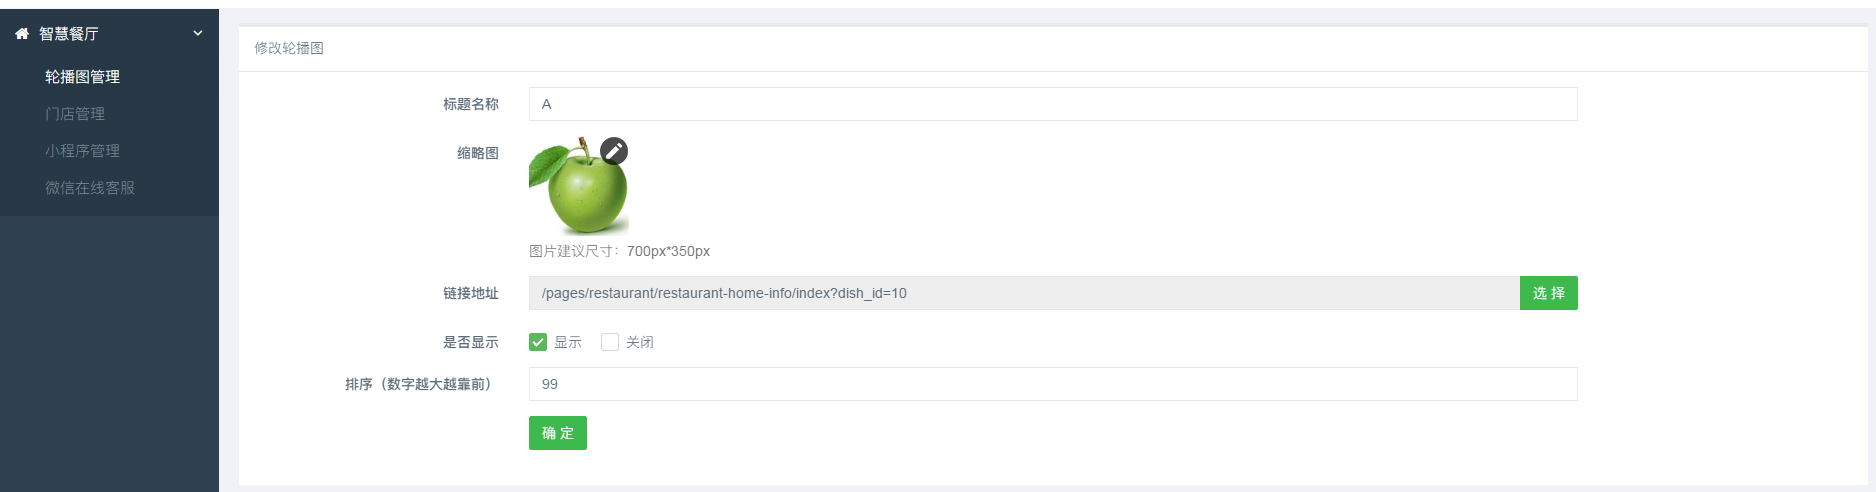 智慧餐厅
轮播图管理
门店管理
小程序管理
微信在线客服
修改轮播图
标题名称
A
缩略图
图片建议尺寸：700px*350px
链接地址
/pages/restaurant/restaurant-home-info/index?dish_id=10
选 择
是否显示
显示 关闭
排序（数字越大越靠前）
99
确 定